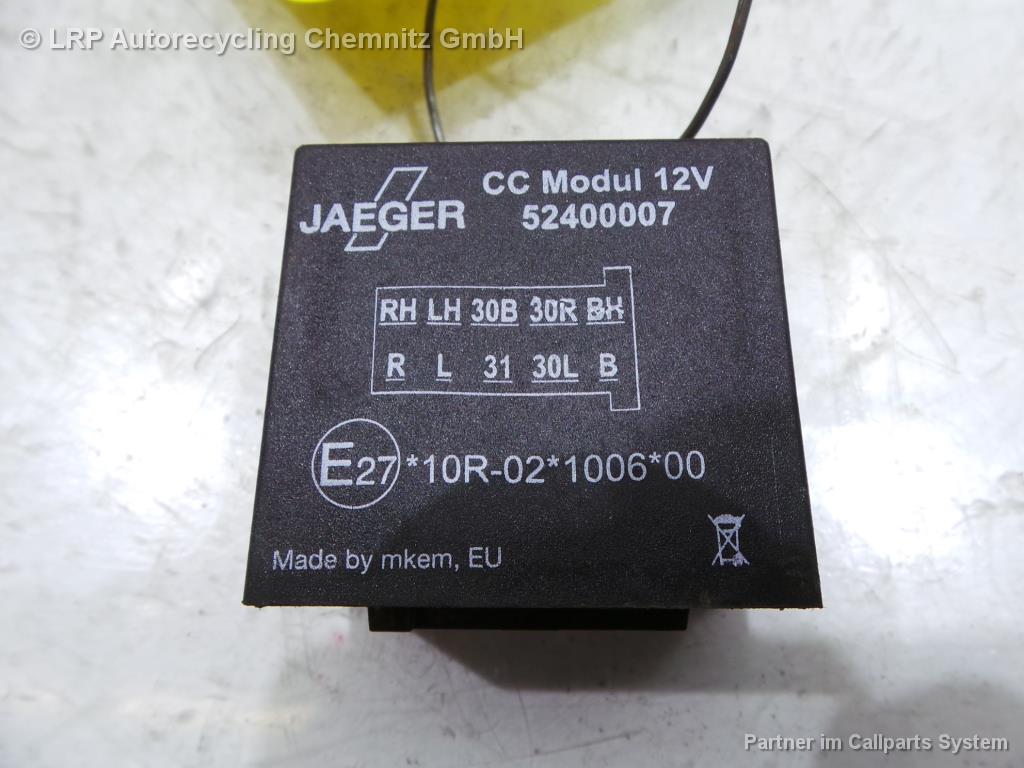 © LRP Autorecycling Chemnitz GmbH
JAEGER
CC Modul 12V
52400007
RH LH 30B 30R BH
R L 31 30L B
E27 *10R-02*1006*00
Made by mkem, EU
Partner im Callparts System